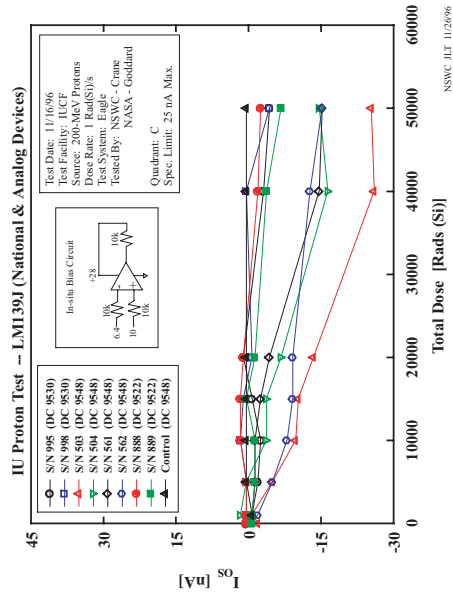 IU Proton Test -- LM139J (National & Analog Devices)
S/N 995 (DC 9530)
S/N 998 (DC 9530)
S/N 503 (DC 9548)
S/N 504 (DC 9548)
S/N 561 (DC 9548)
S/N 562 (DC 9548)
S/N 888 (DC 9522)
S/N 889 (DC 9522)
Control (DC 9548)
In-situ Bias Circuit
+28
10k
6.4
10k
10
10k
-
+
Test Date: 11/16/96
Test Facility: IUCF
Source: 200-MeV Protons
Dose Rate: 1 Rad(Si)/s
Test System: Eagle
Tested By: NSWC - Crane
NASA - Goddard
Quadrant: C
Spec. Limit: 25 nA Max.
IOS [nA]
45
30
15
0
-15
-30
0
10000
20000
30000
40000
50000
60000
Total Dose [Rads (Si)]
NSWC JLT 11/26/96